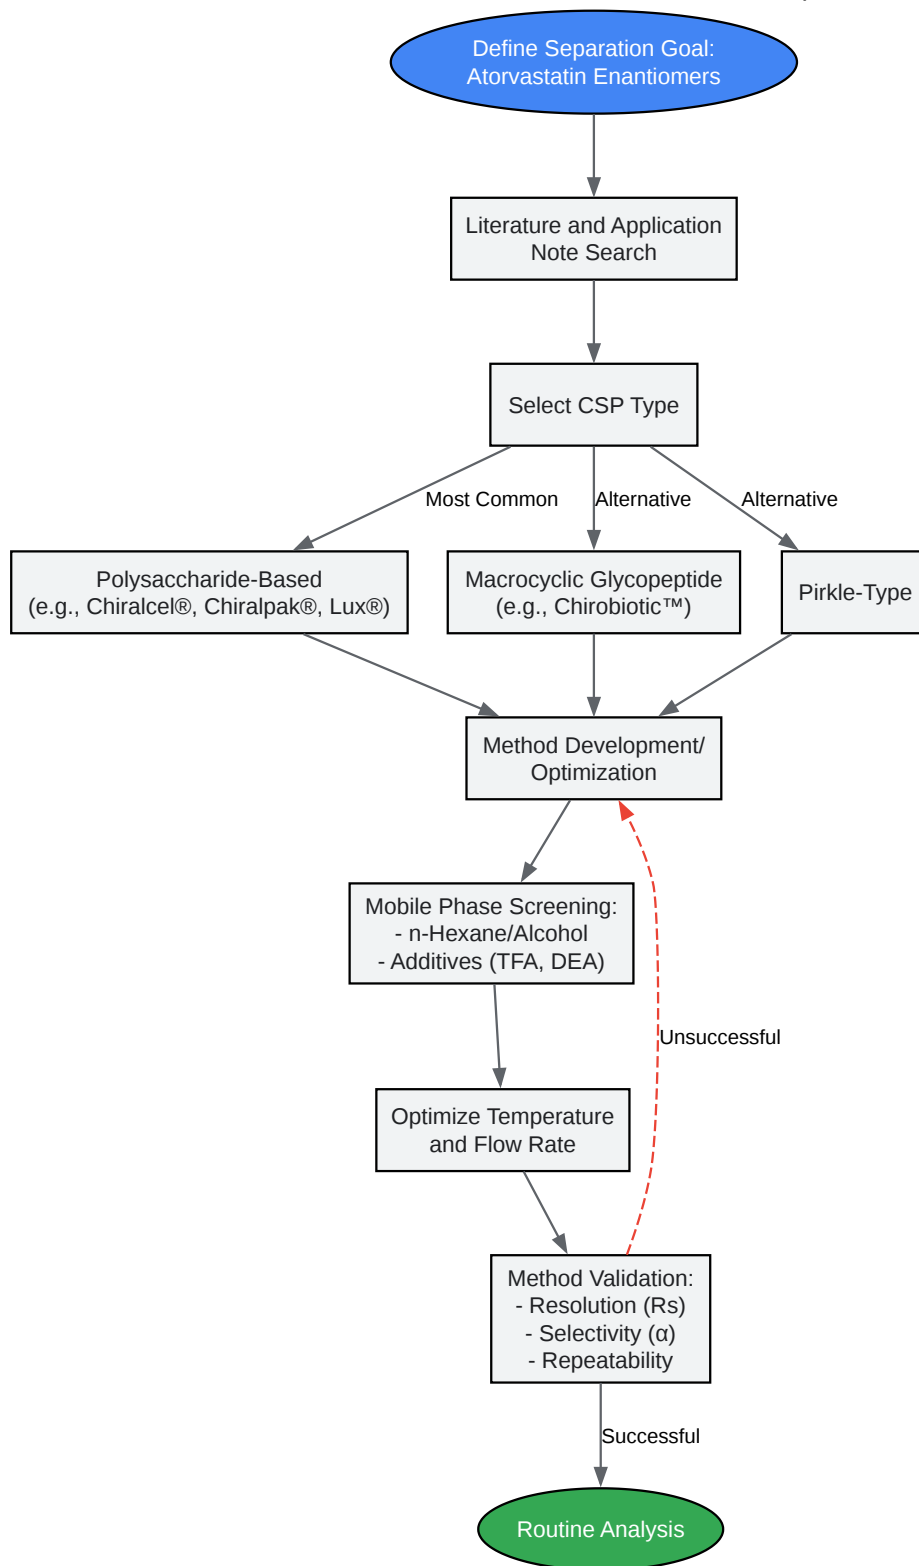 Define Separation Goal:
Atorvastatin Enantiomers
Literature and Application
Note Search
Select CSP Type
Most Common
Alternative
Alternative
Polysaccharide-Based
(e.g., Chiralcel®, Chiralpak®, Lux®)
Macrocyclic Glycopeptide
(e.g., Chirobiotic™)
Pirkle-Type
Method Development/
Optimization
Mobile Phase Screening:
- n-Hexane/Alcohol
- Additives (TFA, DEA)
Unsuccessful
Optimize Temperature
and Flow Rate
Method Validation:
- Resolution (Rs)
- Selectivity (α)
- Repeatability
Successful
Routine Analysis